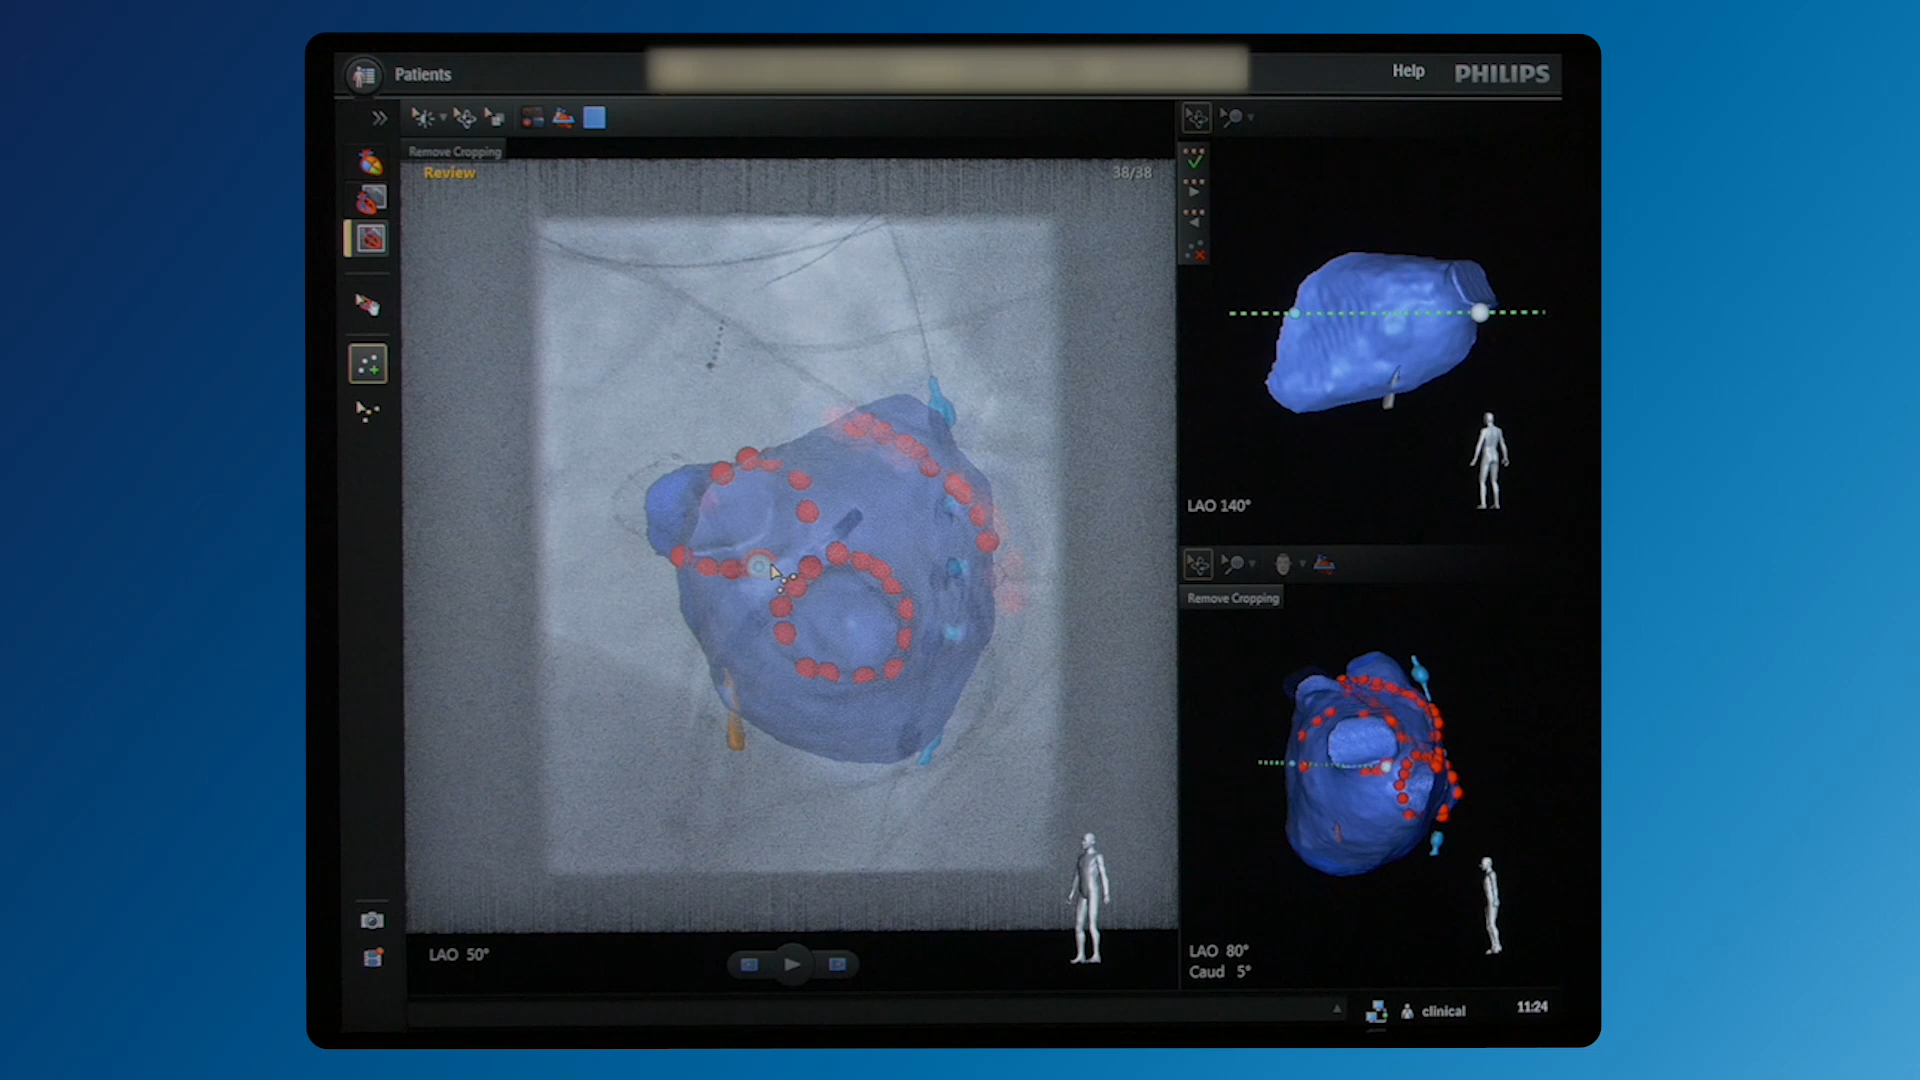 Patients
Help
PHILIPS
Remove Cropping
Review
38/38
LAO 140°
Remove Cropping
LAO 50°
LAO 80°
Caud 5°
clinical
11:24